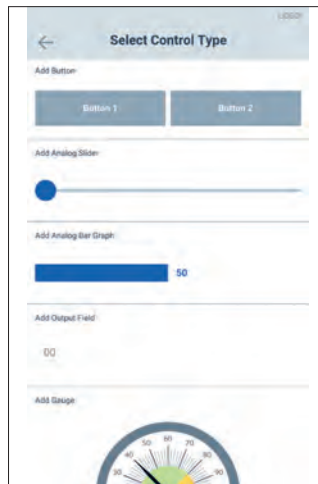 Select Control Type
Add Button
Button 1 Button 2
Add Analog Slider
Add Analog Bar Graph
50
Add Output Field
00
Add Gauge
50 60 70
40 80
30 90